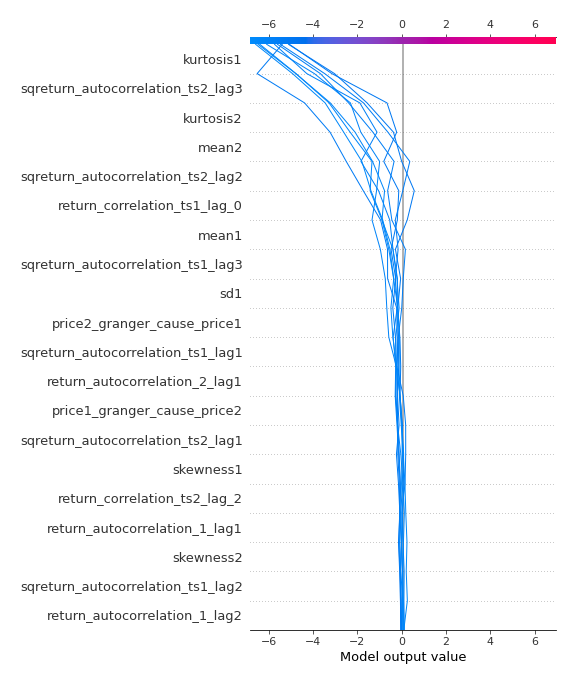 −6 −4 −2 0 2 4 6
kurtosis1
sqreturn_autocorrelation_ts2_lag3
kurtosis2
mean2
sqreturn_autocorrelation_ts2_lag2
return_correlation_ts1_lag_0
mean1
sqreturn_autocorrelation_ts1_lag3
sd1
price2_granger_cause_price1
sqreturn_autocorrelation_ts1_lag1
return_autocorrelation_2_lag1
price1_granger_cause_price2
sqreturn_autocorrelation_ts2_lag1
skewness1
return_correlation_ts2_lag_2
return_autocorrelation_1_lag1
skewness2
sqreturn_autocorrelation_ts1_lag2
return_autocorrelation_1_lag2
−6 −4 −2 0 2 4 6
Model output value